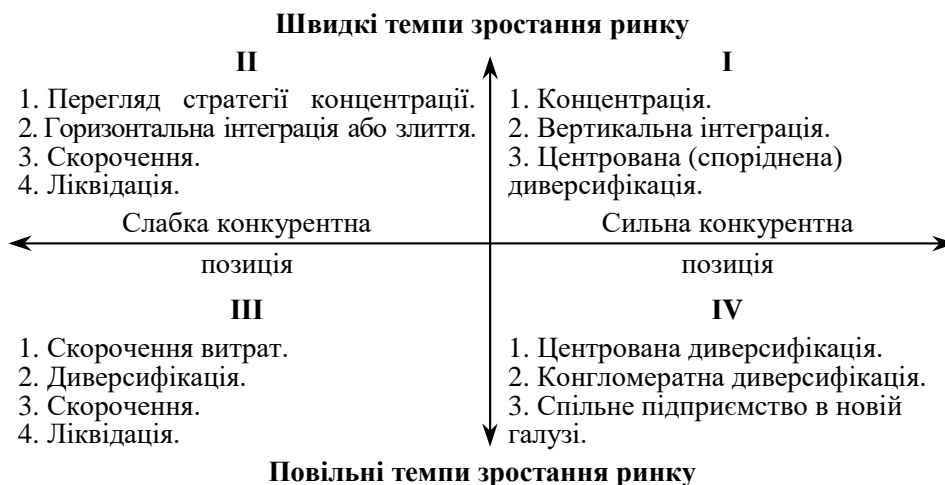 Швидкі темпи зростання ринку
II
1. Перегляд стратегії концентрації.
2. Горизонтальна інтеграція або злиття.
3. Скорочення.
4. Ліквідація.
I
1. Концентрація.
2. Вертикальна інтеграція.
3. Центрована (споріднена)
диверсифікація.
Слабка конкурентна
позиція
Сильна конкурентна
позиція
III
1. Скорочення витрат.
2. Диверсифікація.
3. Скорочення.
4. Ліквідація.
IV
1. Центрована диверсифікація.
2. Конгломератна диверсифікація.
3. Спільне підприємство в новій
галузі.
Повільні темпи зростання ринку